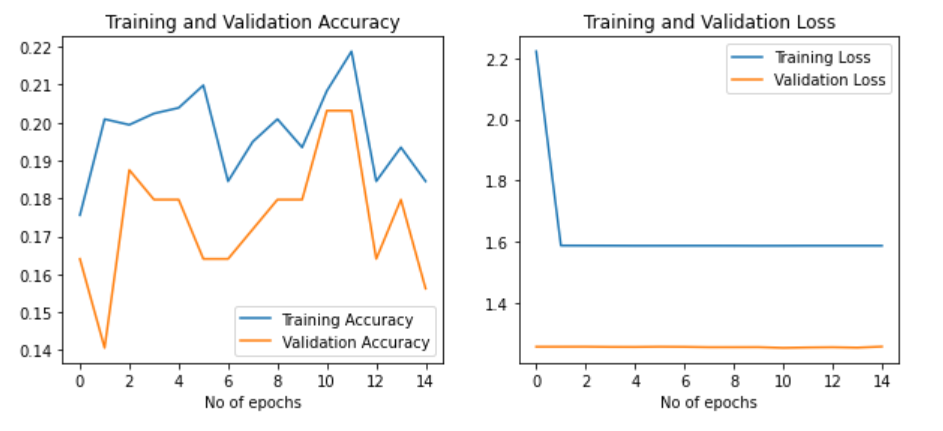 Training and Validation Accuracy
0.22
0.21
0.20
0.19
0.18
0.17
0.16
0.15
0.14
Training Accuracy
Validation Accuracy
0 2 4 6 8 10 12 14
No of epochs
Training and Validation Loss
2.2
2.0
1.8
1.6
1.4
Training Loss
Validation Loss
0 2 4 6 8 10 12 14
No of epochs